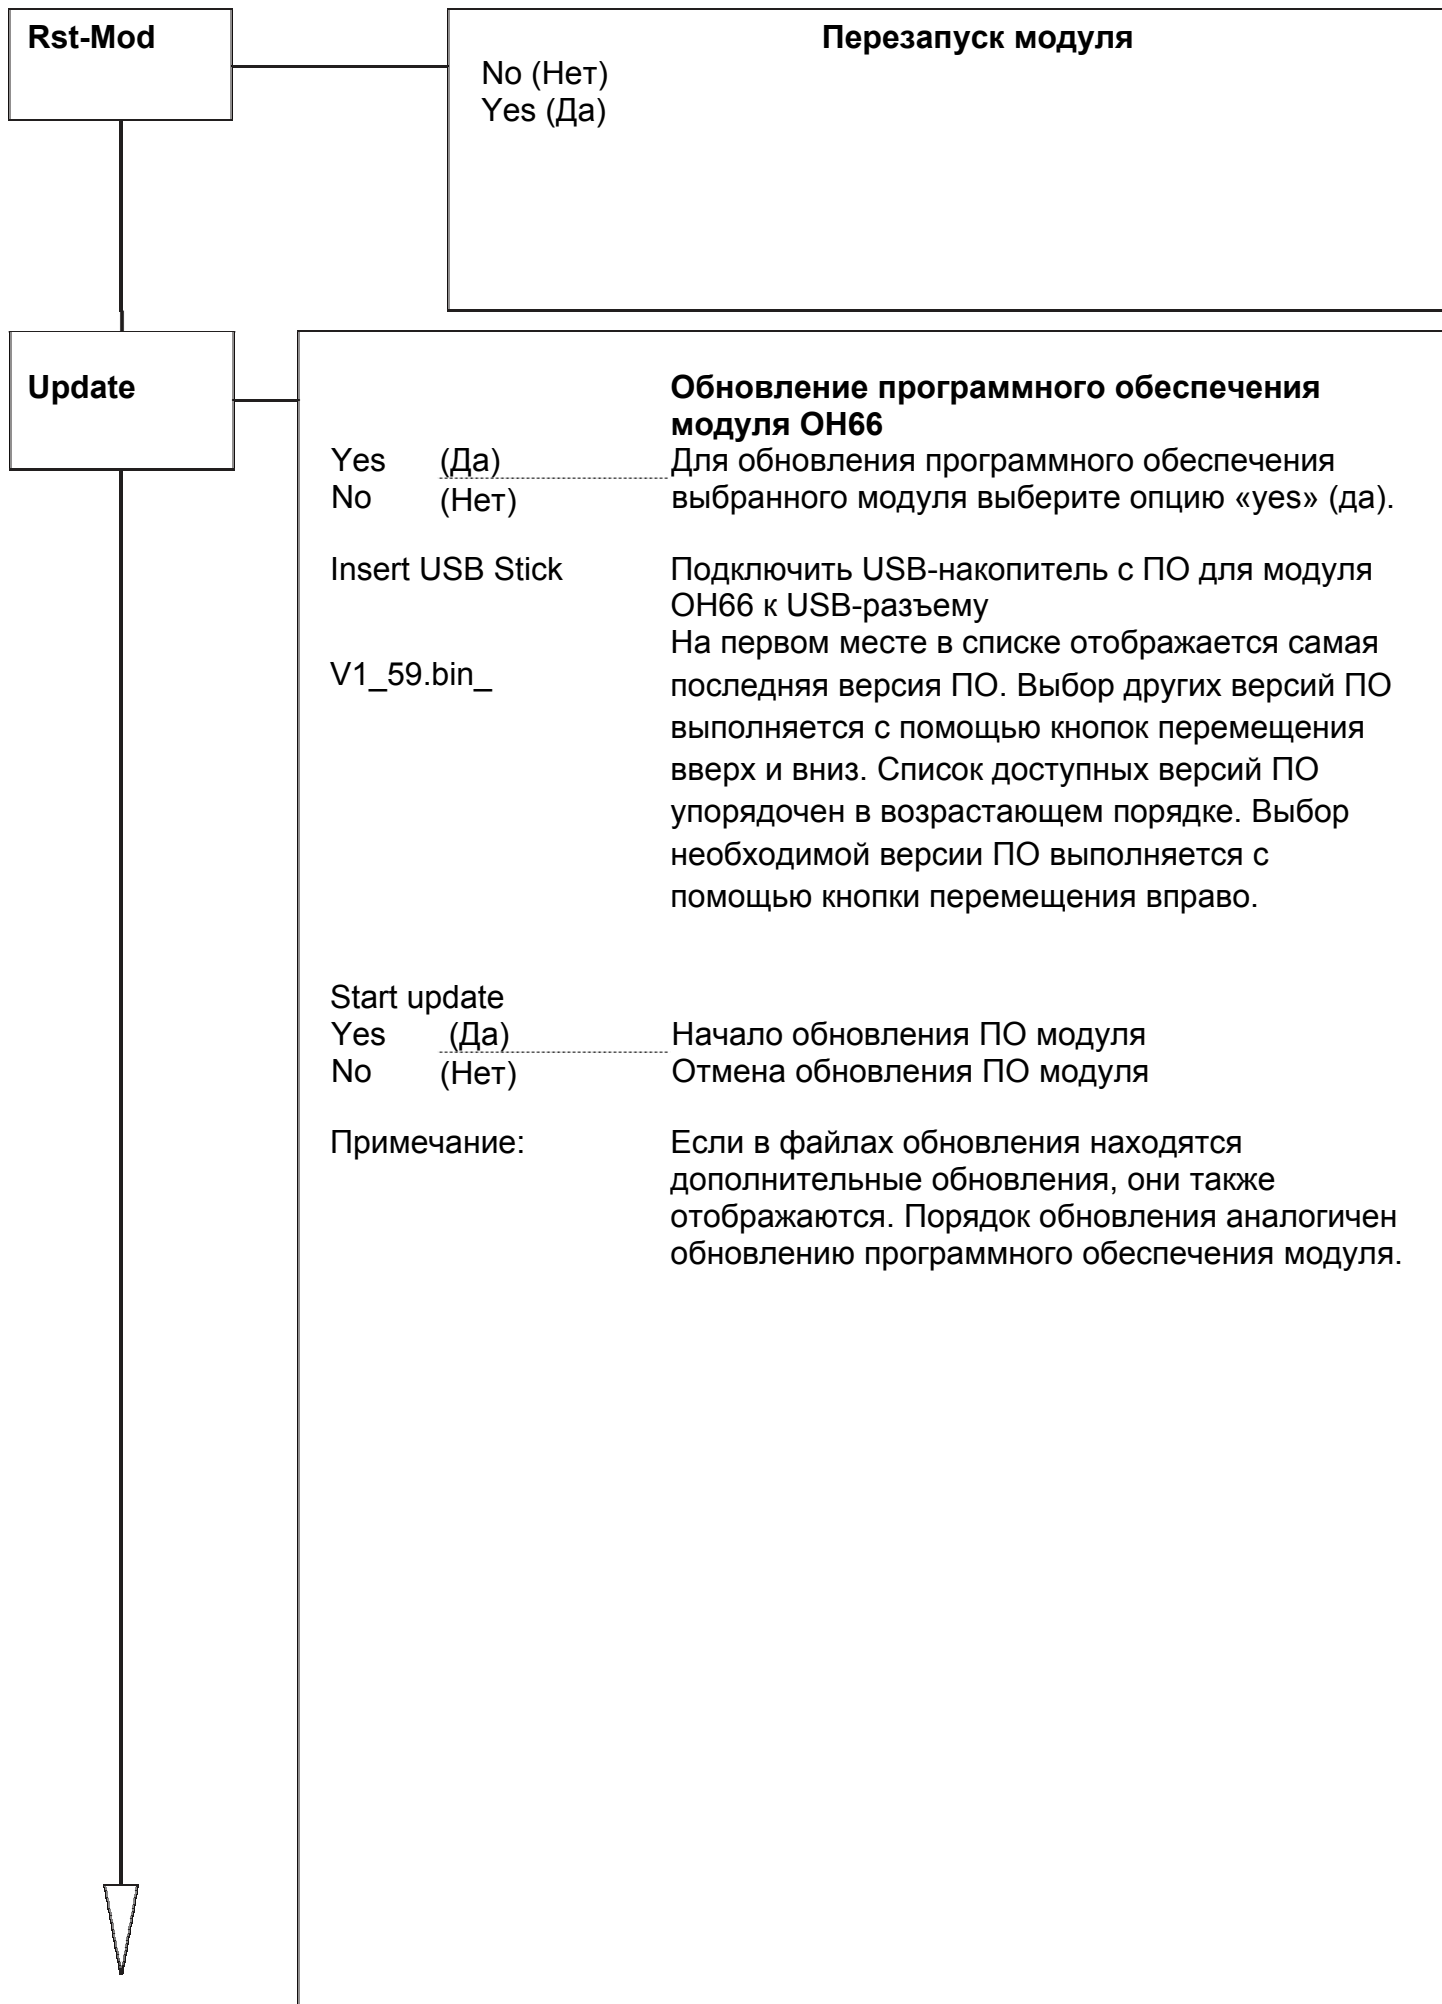 Rst-Mod
Перезапуск модуля
No (Нет)
Yes (Да)
Update
Обновление программного обеспечения
модуля ОН66
Yes (Да) Для обновления программного обеспечения
No (Нет) выбранного модуля выберите опцию «yes» (да).
Insert USB Stick Подключить USB-накопитель с ПО для модуля
ОН66 к USB-разъему
На первом месте в списке отображается самая
V1_59.bin_ последняя версия ПО. Выбор других версий ПО
выполняется с помощью кнопок перемещения
вверх и вниз. Список доступных версий ПО
упорядочен в возрастающем порядке. Выбор
необходимой версии ПО выполняется с
помощью кнопки перемещения вправо.
Start update
Yes (Да) Начало обновления ПО модуля
No (Нет) Отмена обновления ПО модуля
Примечание: Если в файлах обновления находятся
дополнительные обновления, они также
отображаются. Порядок обновления аналогичен
обновлению программного обеспечения модуля.